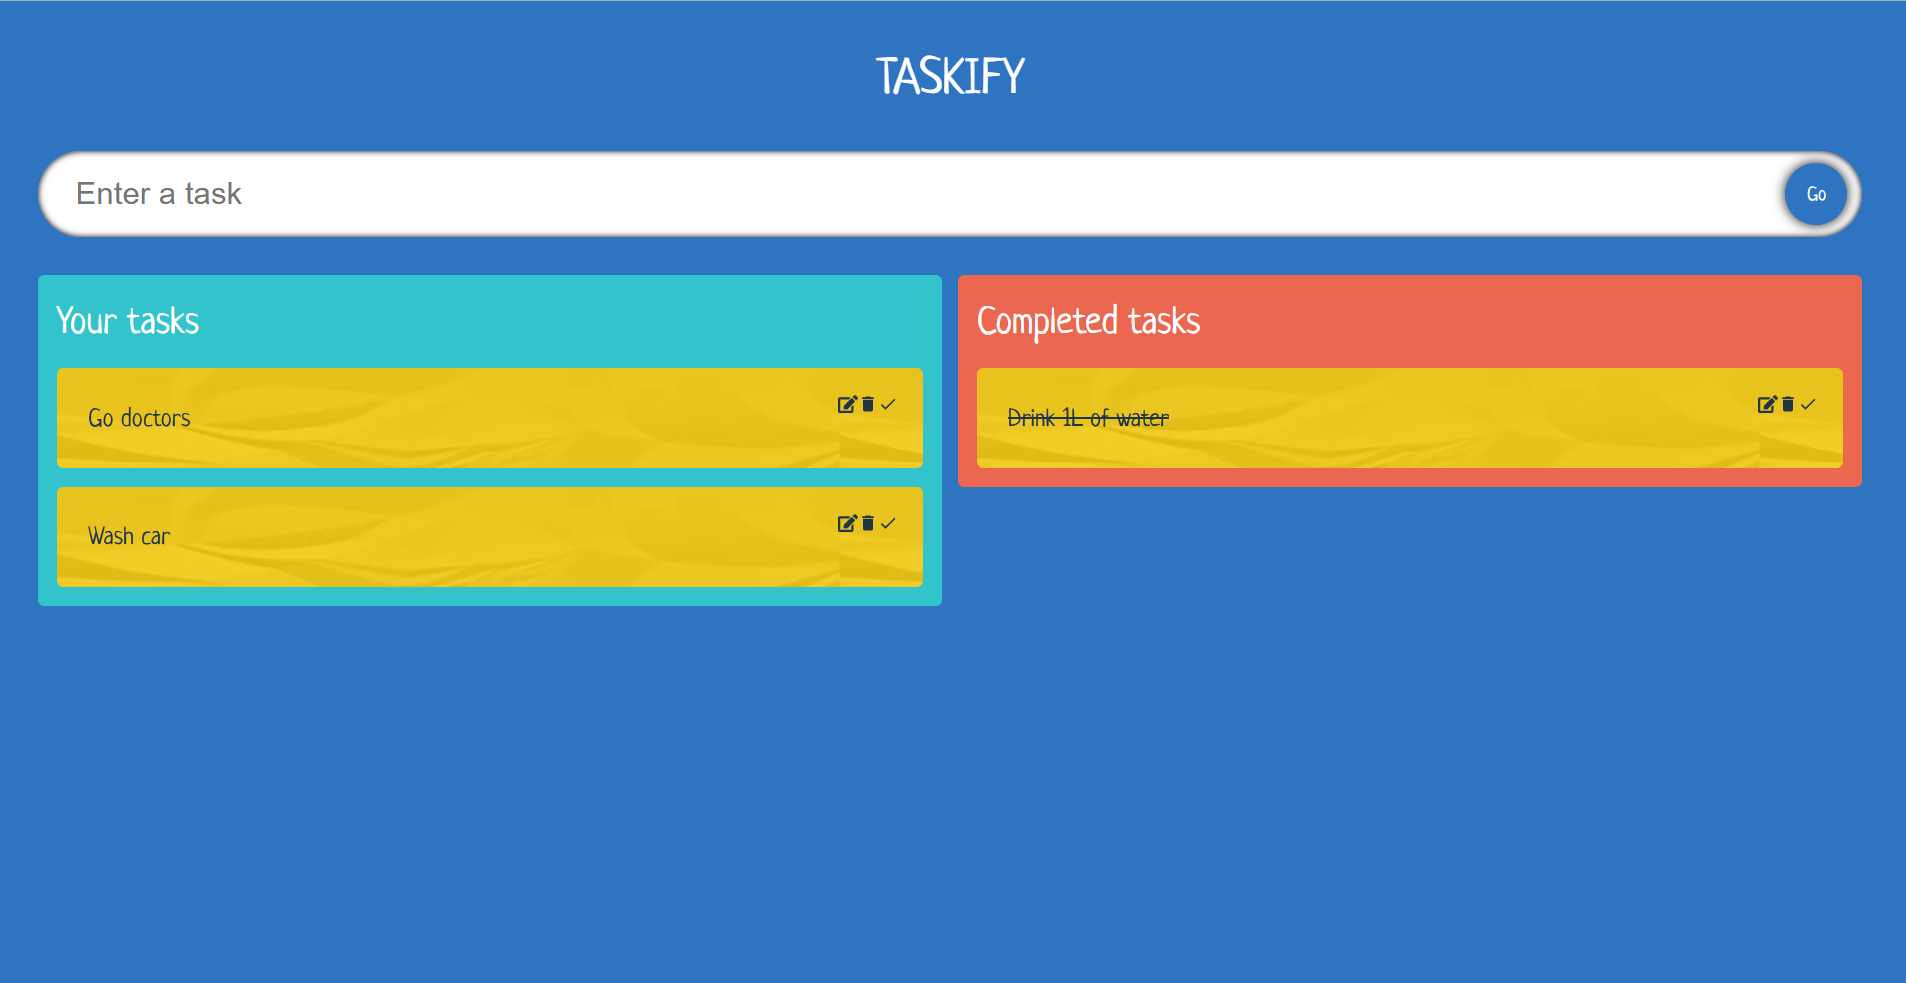 TASKIFY
Enter a task
Go
Your tasks
Go doctors
Wash car
Completed tasks
Drink 1L of water